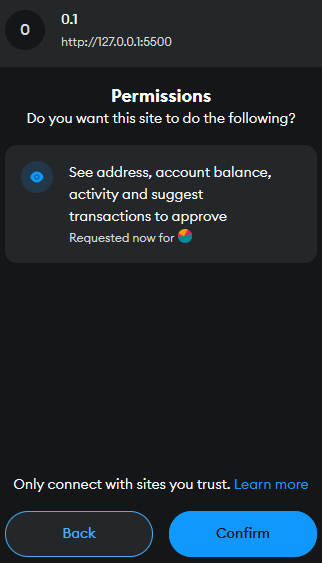 0
0.1
http://127.0.0.1:5500
Permissions
Do you want this site to do the following?
See address, account balance,
activity and suggest
transactions to approve
Requested now for
Only connect with sites you trust. Learn more
Back
Confirm